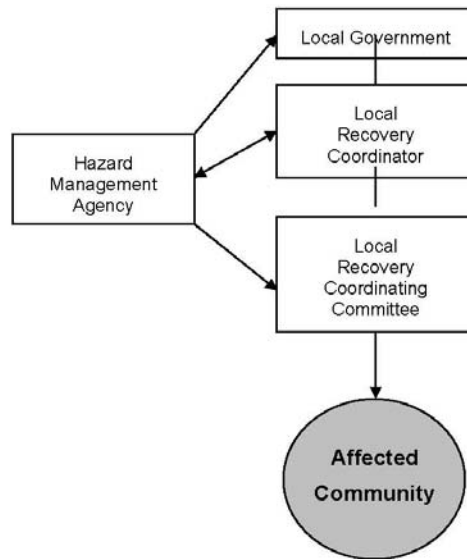 Local Government
Local
Recovery
Coordinator
Hazard
Management
Agency
Local
Recovery
Coordinating
Committee
Affected
Community